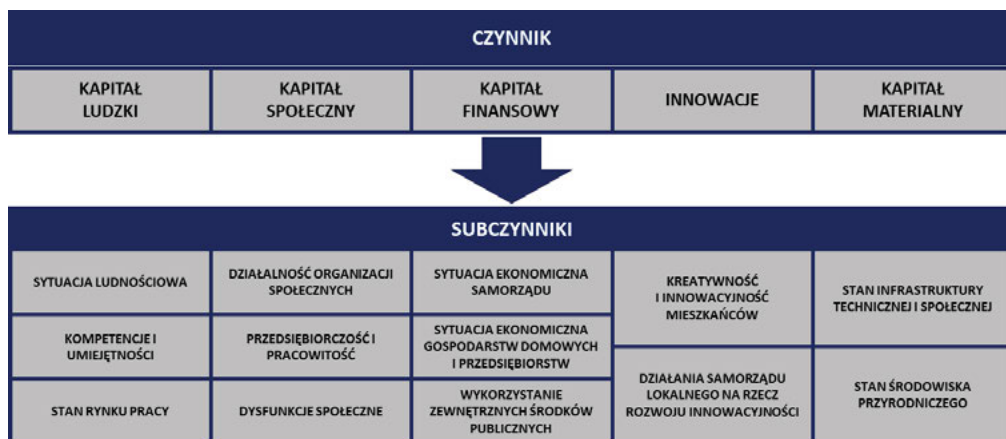 CZYNNIK
KAPITAŁ
LUDZKI
KAPITAŁ
SPOŁECZNY
KAPITAŁ
FINANSOWY
INNOWACJE
KAPITAŁ
MATERIALNY
SUBCZYNNIKI
SYTUACJA LUDNOŚCIOWA
DZIAŁALNOŚĆ ORGANIZACJI
SPOŁECZNYCH
SYTUACJA EKONOMICZNA
SAMORZĄDU
KREATYWNOŚĆ
I INNOWACYJNOŚĆ
MIESZKAŃCÓW
STAN INFRASTRUKTURY
TECHNICZNEJ I SPOŁECZNEJ
KOMPETENCJE I
UMIEJĘTNOŚCI
PRZEDSIĘBIORCZOŚĆ I
PRACOWITOŚĆ
SYTUACJA EKONOMICZNA
GOSPODARSTW DOMOWYCH
I PRZEDSIĘBIORSTW
DZIAŁANIA SAMORZĄDU
LOKALNEGO NA RZECZ
ROZWOJU INNOWACYJNOŚCI
STAN ŚRODOWISKA
PRZYRODNICZEGO
STAN RYNKU PRACY
DYSFUNKCJE SPOŁECZNE
WYKORZYSTANIE
ZEWNĘTRZNYCH ŚRODKÓW
PUBLICZNYCH